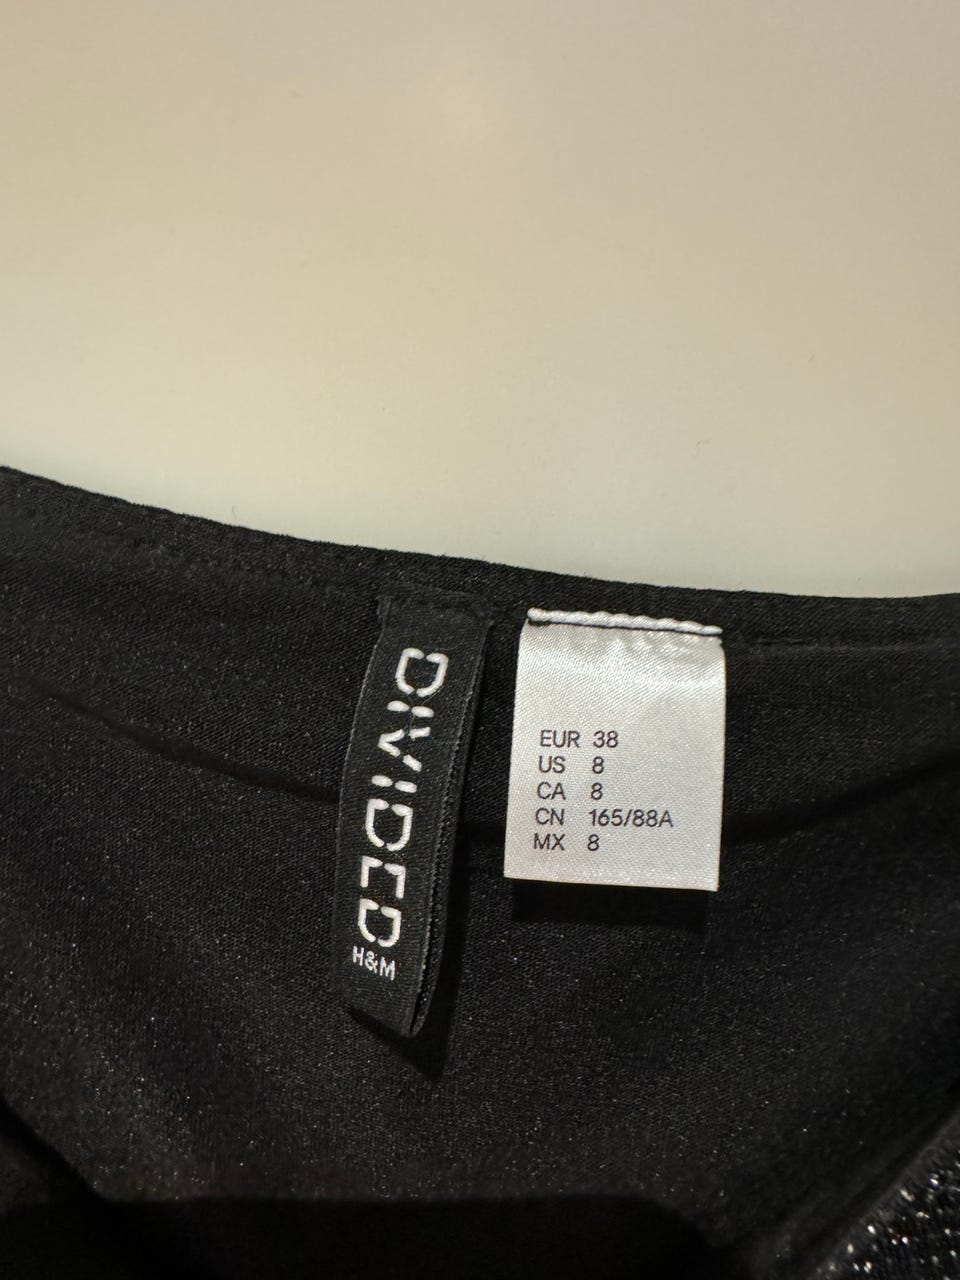 DIVIDED
H&M
EUR 38
US 8
CA 8
CN 165/88A
MX 8